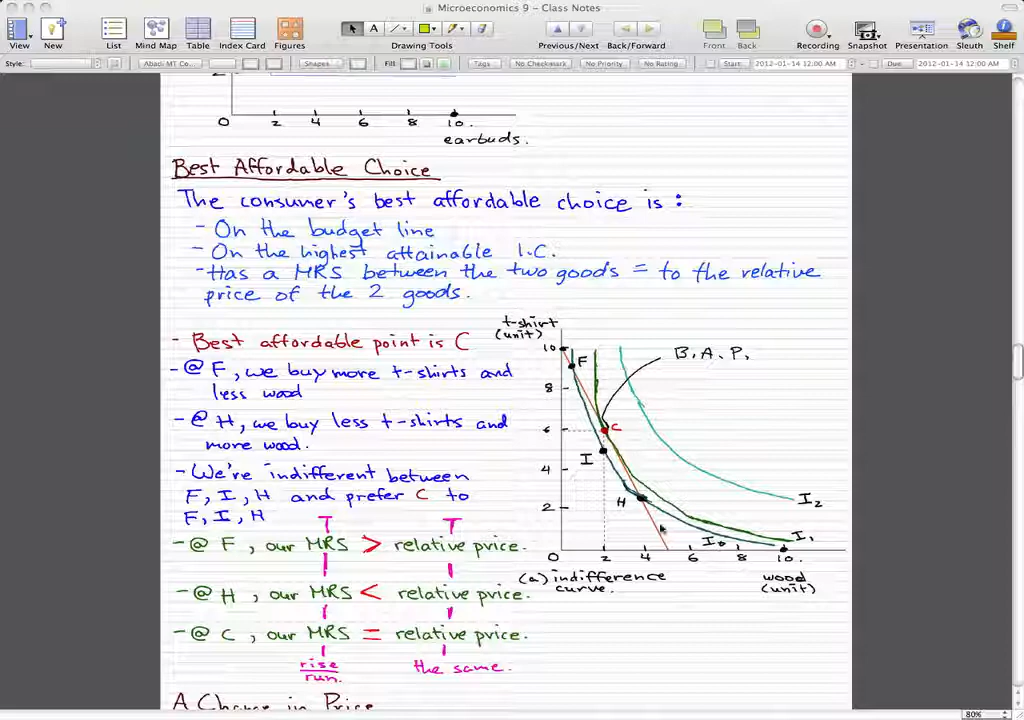 Microeconomics 9 – Class Notes
View New List Mind Map Table Index Card Figures Drawing Tools Previous/Next Back/Forward Front Back Recording Snapshot Presentation Sleuth Shelf
Style: Abadi MT Co... Shapes Fill Tags No Checkmark No Priority No Rating Start: 2012-01-14 12:00 AM Due: 2012-01-14 12:00 AM
0 2 4 6 8 10.
earbuds.
Best Affordable Choice
The consumer's best affordable choice is :
- On the budget line
- On the highest attainable I.C.
- Has a MRS between the two goods = to the relative
price of the 2 goods.
- Best affordable point is C
- @ F, we buy more t-shirts and
less wood
- @ H, we buy less t-shirts and
more wood.
- We're indifferent between
F, I, H and prefer C to
F, I, H
- @ F, our MRS > relative price.
- @ H, our MRS < relative price.
- @ C, our MRS = relative price.
rise
run.
the same.
t-shirt
(unit)
10
8
6
4
2
F
B.A.P.
C
I
H
I2
I1
I0
0 2 4 6 8 10.
(a) indifference
curve.
wood
(unit)
A Change in Price
80%